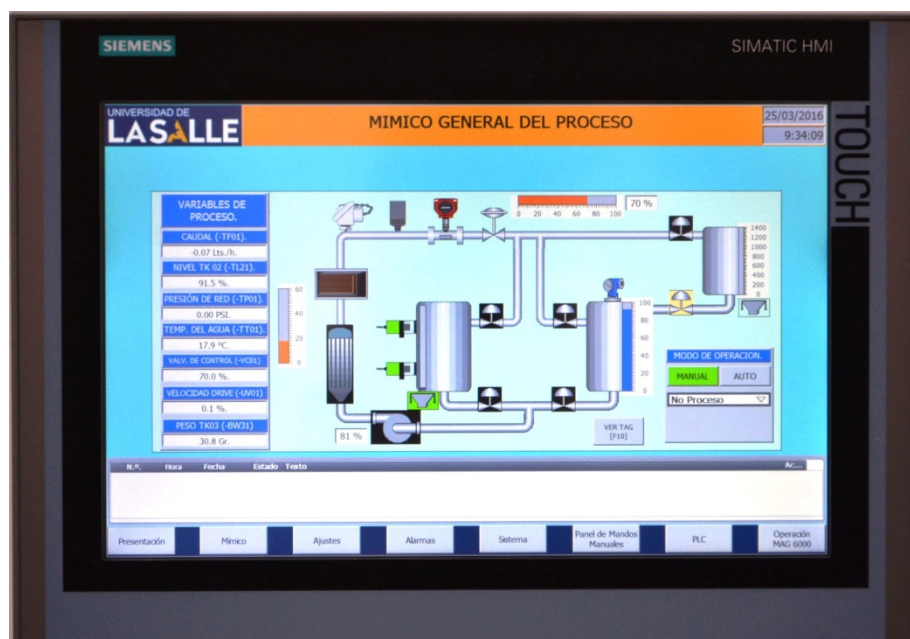 SIEMENS
SIMATIC HMI
TOUCH
UNIVERSIDAD DE
LASALLE
MIMICO GENERAL DEL PROCESO
25/03/2016
9:34:09
VARIABLES DE
PROCESO.
CAUDAL (-TF01).
-0.07 Lts./h.
NIVEL TK 02 (-TL21).
91.5 %.
PRESIÓN DE RED (-TP01).
0.00 PSI.
TEMP. DEL AGUA (-TT01).
17.9 °C.
VALV. DE CONTROL (-VC01)
70.0 %.
VELOCIDAD DRIVE (-UV01)
0.1 %.
PESO TK03 (-BW31)
30.8 Gr.
0 20 40 60 80 100
70 %
1400
1200
1000
800
600
400
200
0
60
40
20
0
100
80
60
40
20
0
81 %
VER TAG
[F10]
MODO DE OPERACION.
MANUAL AUTO
No Proceso
N.º. Hora Fecha Estado Texto Ac...
Presentación Mimico Ajustes Alarmas Sistema Panel de Mandos Manuales PLC Operación MAG 6000